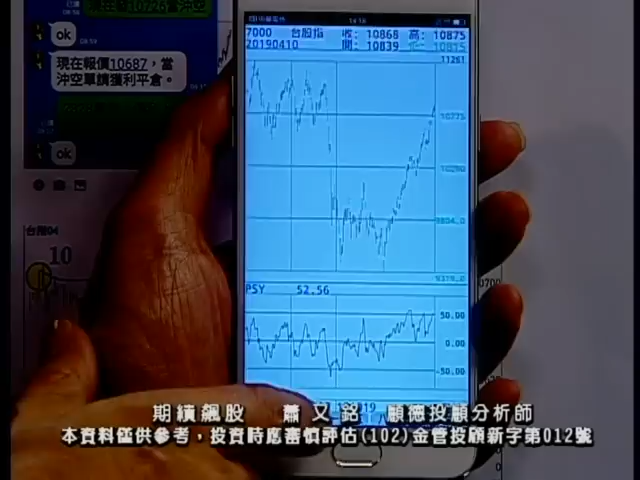 ok
現在報價10687，當
沖空單請獲利平倉。
ok
台指04
10
14:18
7000 台股指 收: 10868 高: 10875
20190410 開: 10839 低: 10815
11261
10775
10290
9804.0
PSY 52.56
50.00
0.00
-50.00
期績飆股 蕭又銘 顧德投顧分析師
本資料僅供參考，投資時應審慎評估(102)金管投顧新字第012號